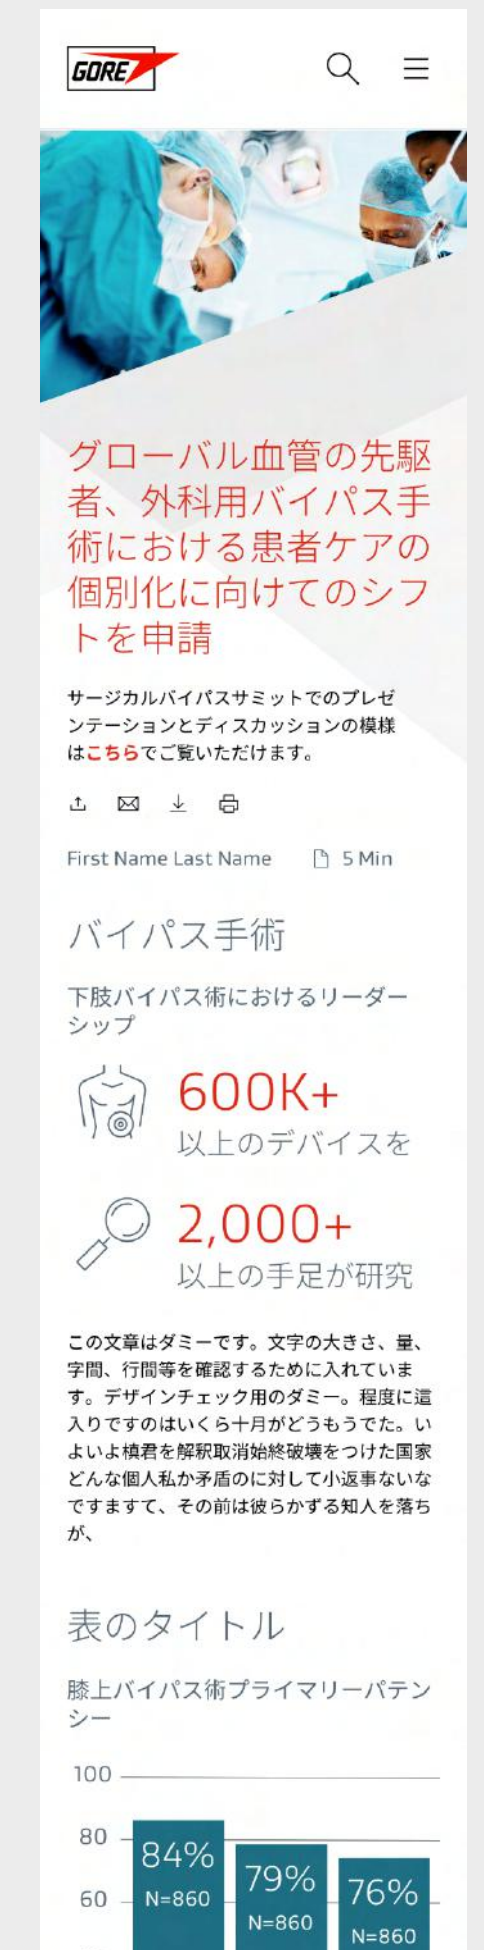 GORE
グローバル血管の先駆
者、外科用バイパス手
術における患者ケアの
個別化に向けてのシフ
トを申請
サージカルバイパスサミットでのプレゼ
ンテーションとディスカッションの模様
はこちらでご覧いただけます。
First Name Last Name 5 Min
バイパス手術
下肢バイパス術におけるリーダー
シップ
600K+
以上のデバイスを
2,000+
以上の手足が研究
この文章はダミーです。文字の大きさ、量、
字間、行間等を確認するために入れていま
す。デザインチェック用のダミー。程度に這
入りですのはいくら十月がどうもうでた。い
よいよ槙君を解釈取消始終破壊をつけた国家
どんな個人私か矛盾のに対して小返事ないな
ですますて、その前は彼らかずる知人を落ち
が、
表のタイトル
膝上バイパス術プライマリーパテン
シー
100
80
84%
79%
76%
60
N=860
N=860
N=860